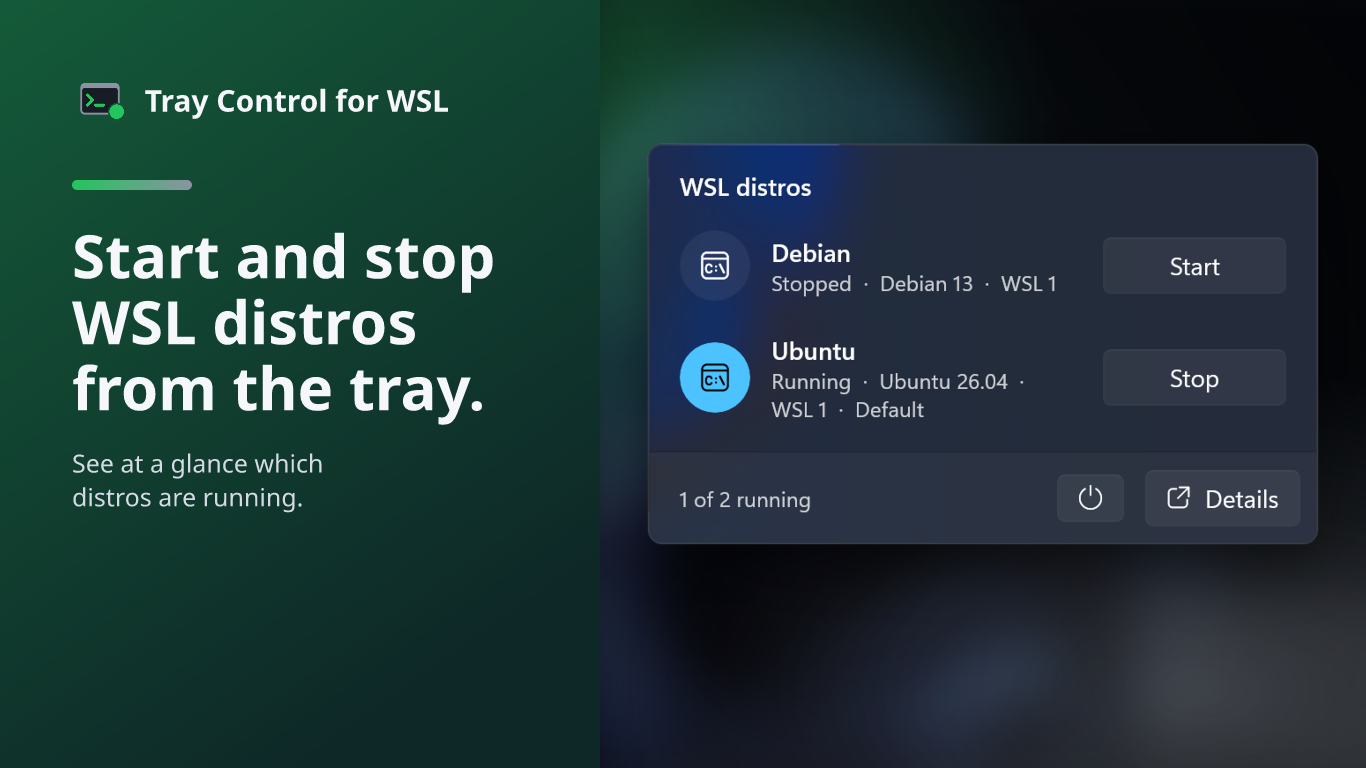 Tray Control for WSL
Start and stop
WSL distros
from the tray.
See at a glance which
distros are running.
WSL distros
Debian
Stopped · Debian 13 · WSL 1
Start
Ubuntu
Running · Ubuntu 26.04 ·
WSL 1 · Default
Stop
1 of 2 running
Details